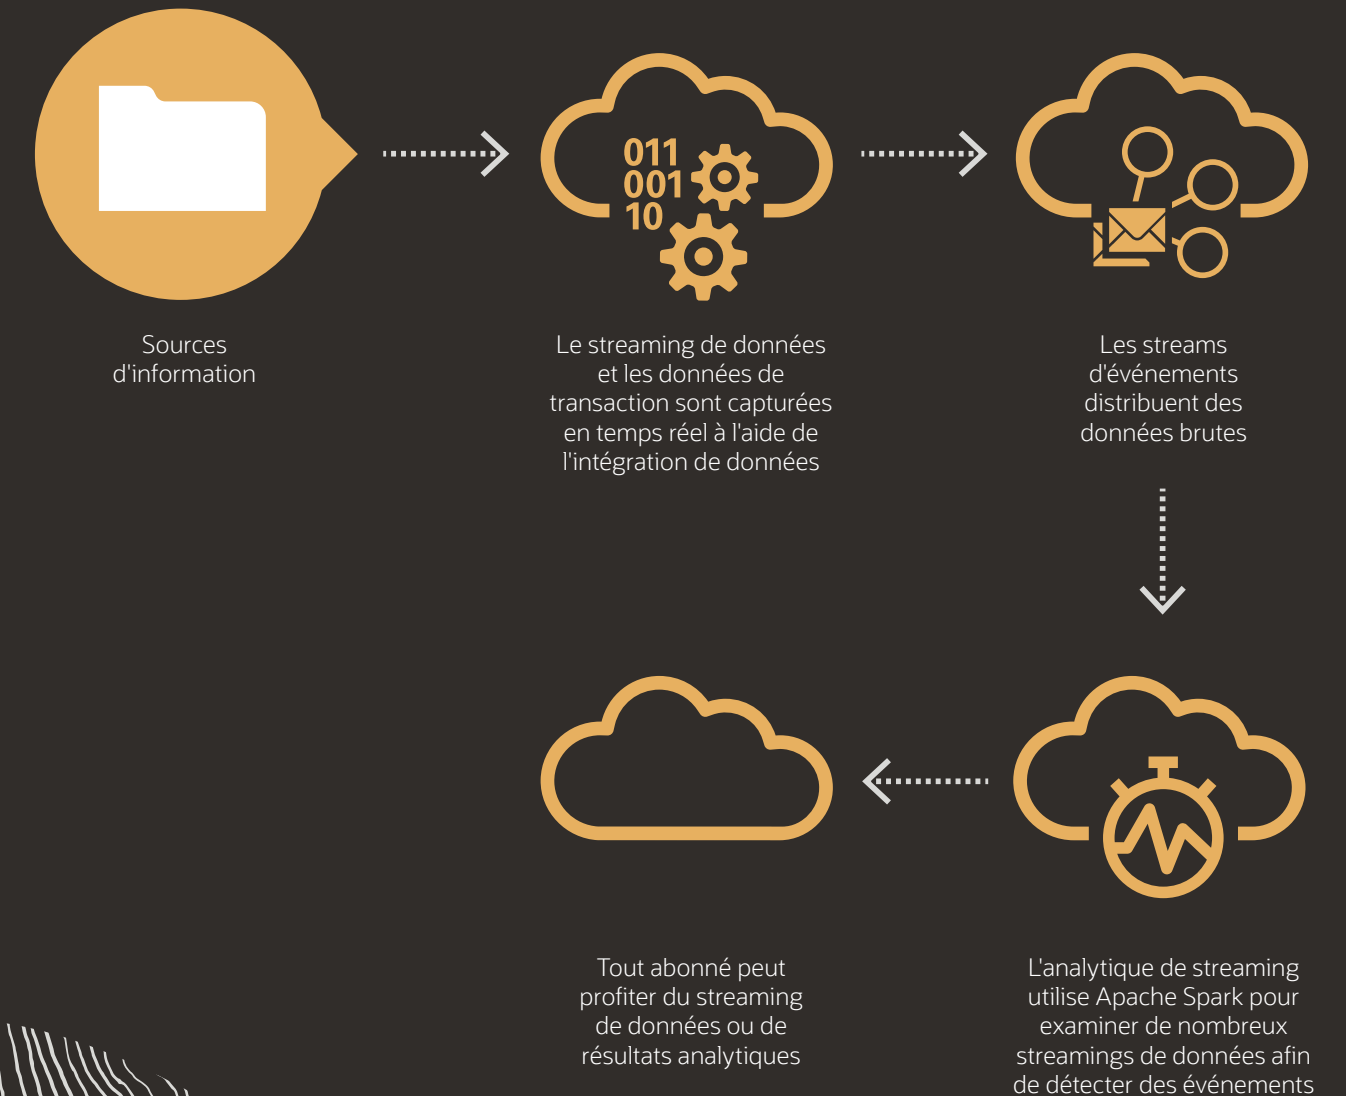 011
001
10
Sources
d'information
Le streaming de données
et les données de
transaction sont capturées
en temps réel à l'aide de
l'intégration de données
Les streams
d'événements
distribuent des
données brutes
L'analytique de streaming
utilise Apache Spark pour
examiner de nombreux
streamings de données afin
de détecter des événements
Tout abonné peut
profiter du streaming
de données ou de
résultats analytiques